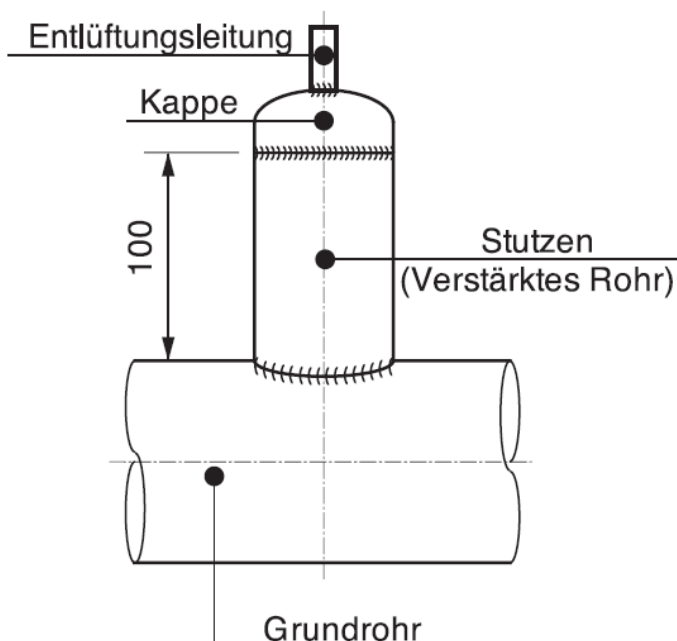 Entlüftungsleitung
Kappe
100
Stutzen
(Verstärktes Rohr)
Grundrohr